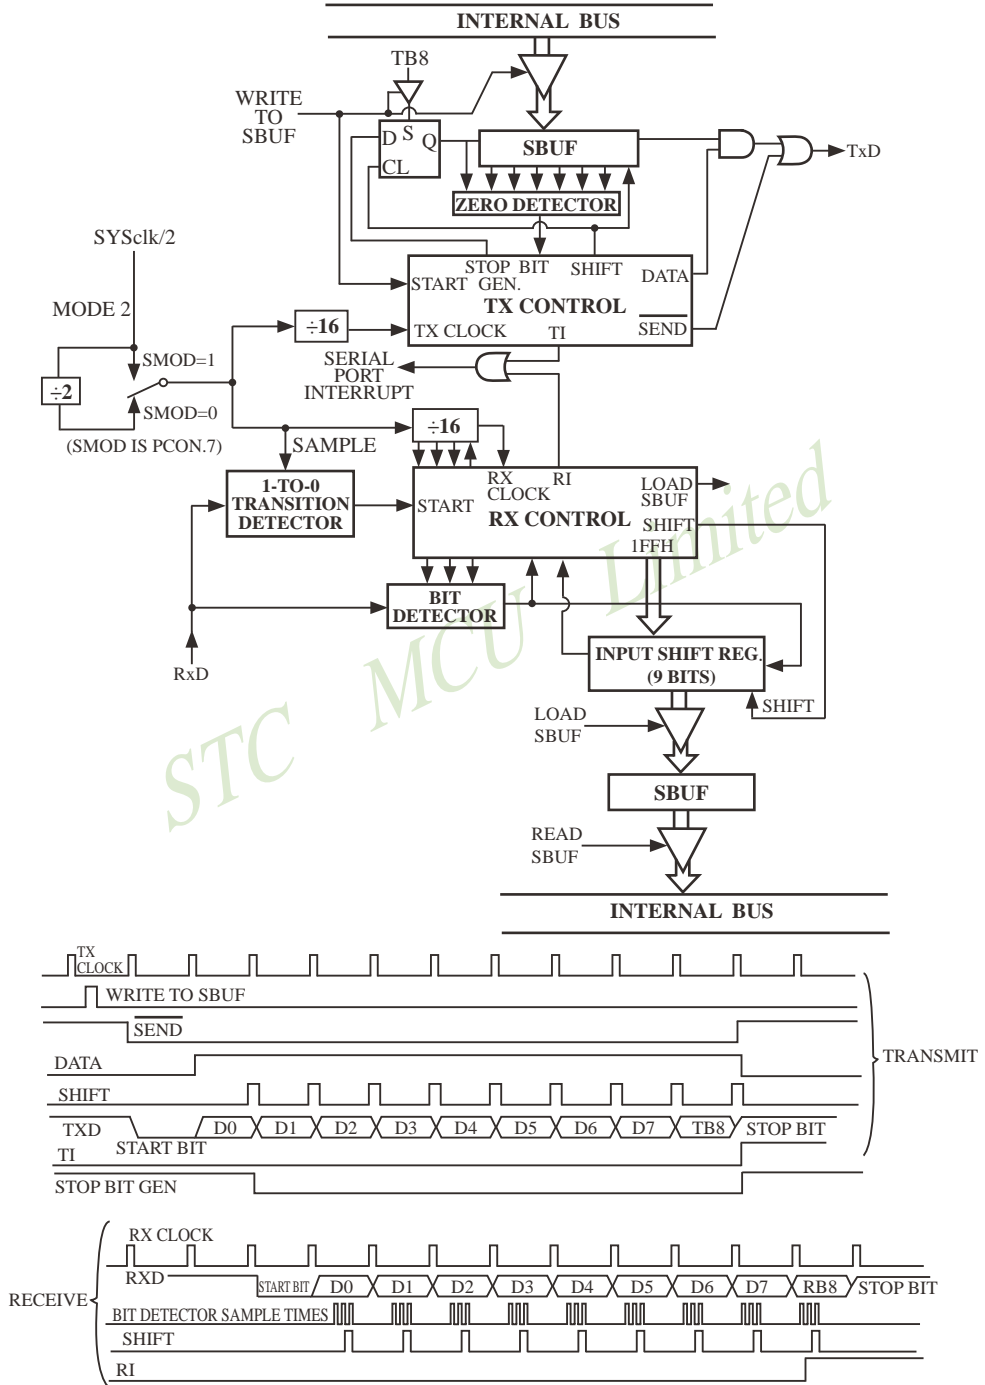 INTERNAL BUS
TB8
WRITE
TO
SBUF
D S Q
CL
SBUF
TxD
ZERO DETECTOR
SYSclk/2
STOP BIT SHIFT
GEN.
DATA
START
TX CONTROL
MODE 2
÷16
TX CLOCK
TI
SEND
SERIAL
PORT
INTERRUPT
SMOD=1
÷2
SMOD=0
(SMOD IS PCON.7)
SAMPLE
÷16
1-TO-0
TRANSITION
DETECTOR
START
RX
CLOCK
RI
LOAD
SBUF
RX CONTROL
SHIFT
1FFH
BIT
DETECTOR
RxD
INPUT SHIFT REG.
(9 BITS)
SHIFT
LOAD
SBUF
SBUF
READ
SBUF
INTERNAL BUS
STC MCU Limited
TX
CLOCK
WRITE TO SBUF
SEND
DATA
TRANSMIT
SHIFT
TXD
START BIT
D0 D1 D2 D3 D4 D5 D6 D7 TB8 STOP BIT
TI
STOP BIT GEN
RECEIVE
RX CLOCK
RXD
START BIT D0 D1 D2 D3 D4 D5 D6 D7 RB8 STOP BIT
BIT DETECTOR SAMPLE TIMES
SHIFT
RI